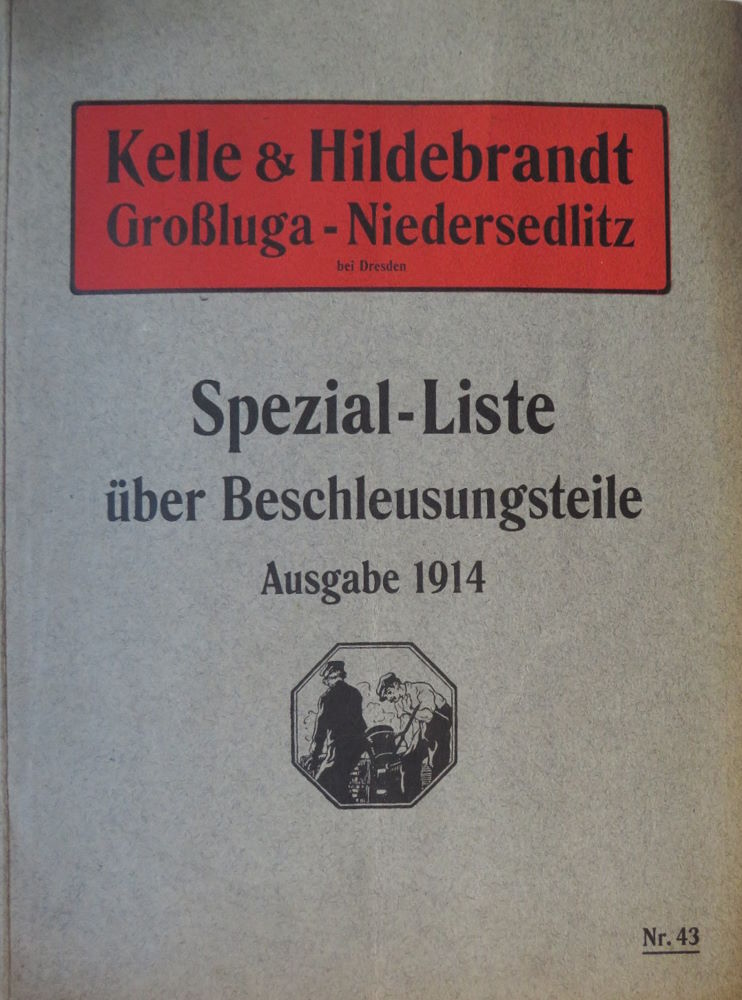 Kelle & Hildebrandt
Großluga - Niedersedlitz
bei Dresden
Spezial-Liste
über Beschleusungsteile
Ausgabe 1914
Nr. 43